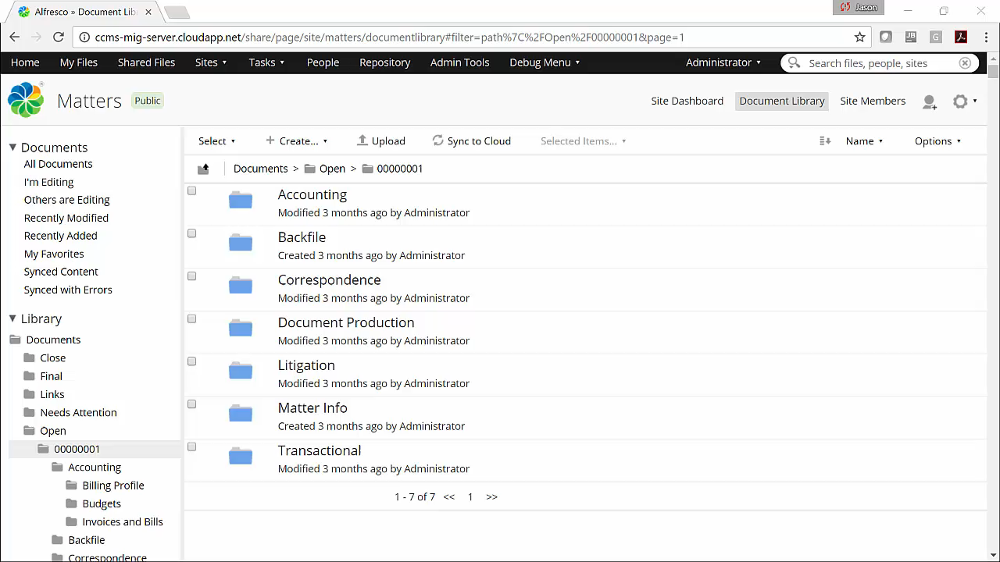 Alfresco » Document Lib
Jason
ccms-mig-server.cloudapp.net/share/page/site/matters/documentlibrary#filter=path%7C%2FOpen%2F00000001&page=1
JB
G
Home My Files Shared Files Sites Tasks People Repository Admin Tools Debug Menu Administrator Search files, people, sites
Matters Public Site Dashboard Document Library Site Members
Select Create... Upload Sync to Cloud Selected Items... Name Options
Documents > Open > 00000001
Documents
All Documents
I'm Editing
Others are Editing
Recently Modified
Recently Added
My Favorites
Synced Content
Synced with Errors
Library
Documents
Close
Final
Links
Needs Attention
Open
00000001
Accounting
Billing Profile
Budgets
Invoices and Bills
Backfile
Correspondence
Accounting
Modified 3 months ago by Administrator
Backfile
Created 3 months ago by Administrator
Correspondence
Modified 3 months ago by Administrator
Document Production
Modified 3 months ago by Administrator
Litigation
Modified 3 months ago by Administrator
Matter Info
Created 3 months ago by Administrator
Transactional
Modified 3 months ago by Administrator
1 - 7 of 7 << 1 >>